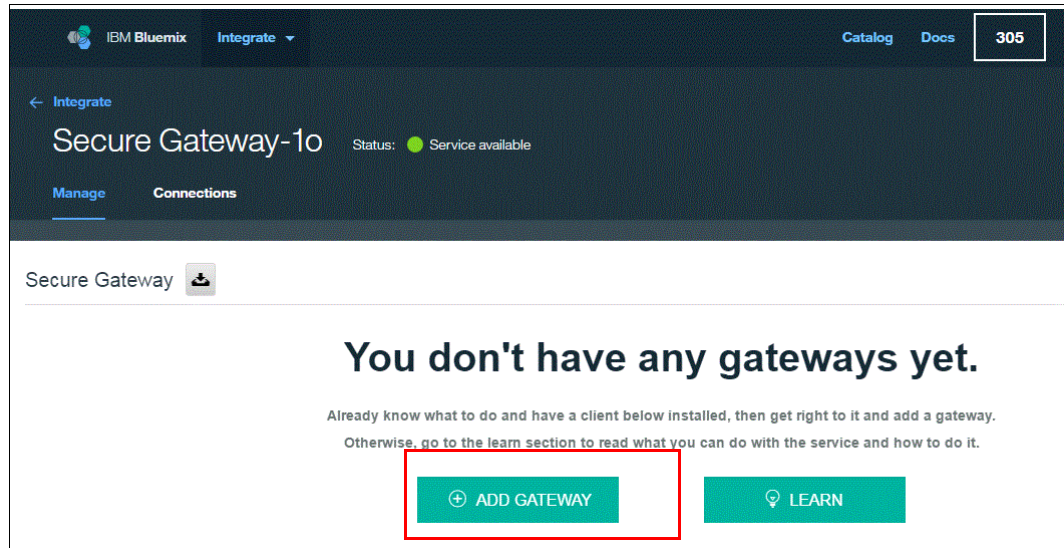 IBM Bluemix Integrate Catalog Docs 305
Integrate
Secure Gateway-1o Status: Service available
Manage Connections
Secure Gateway
You don't have any gateways yet.
Already know what to do and have a client below installed, then get right to it and add a gateway.
Otherwise, go to the learn section to read what you can do with the service and how to do it.
ADD GATEWAY LEARN